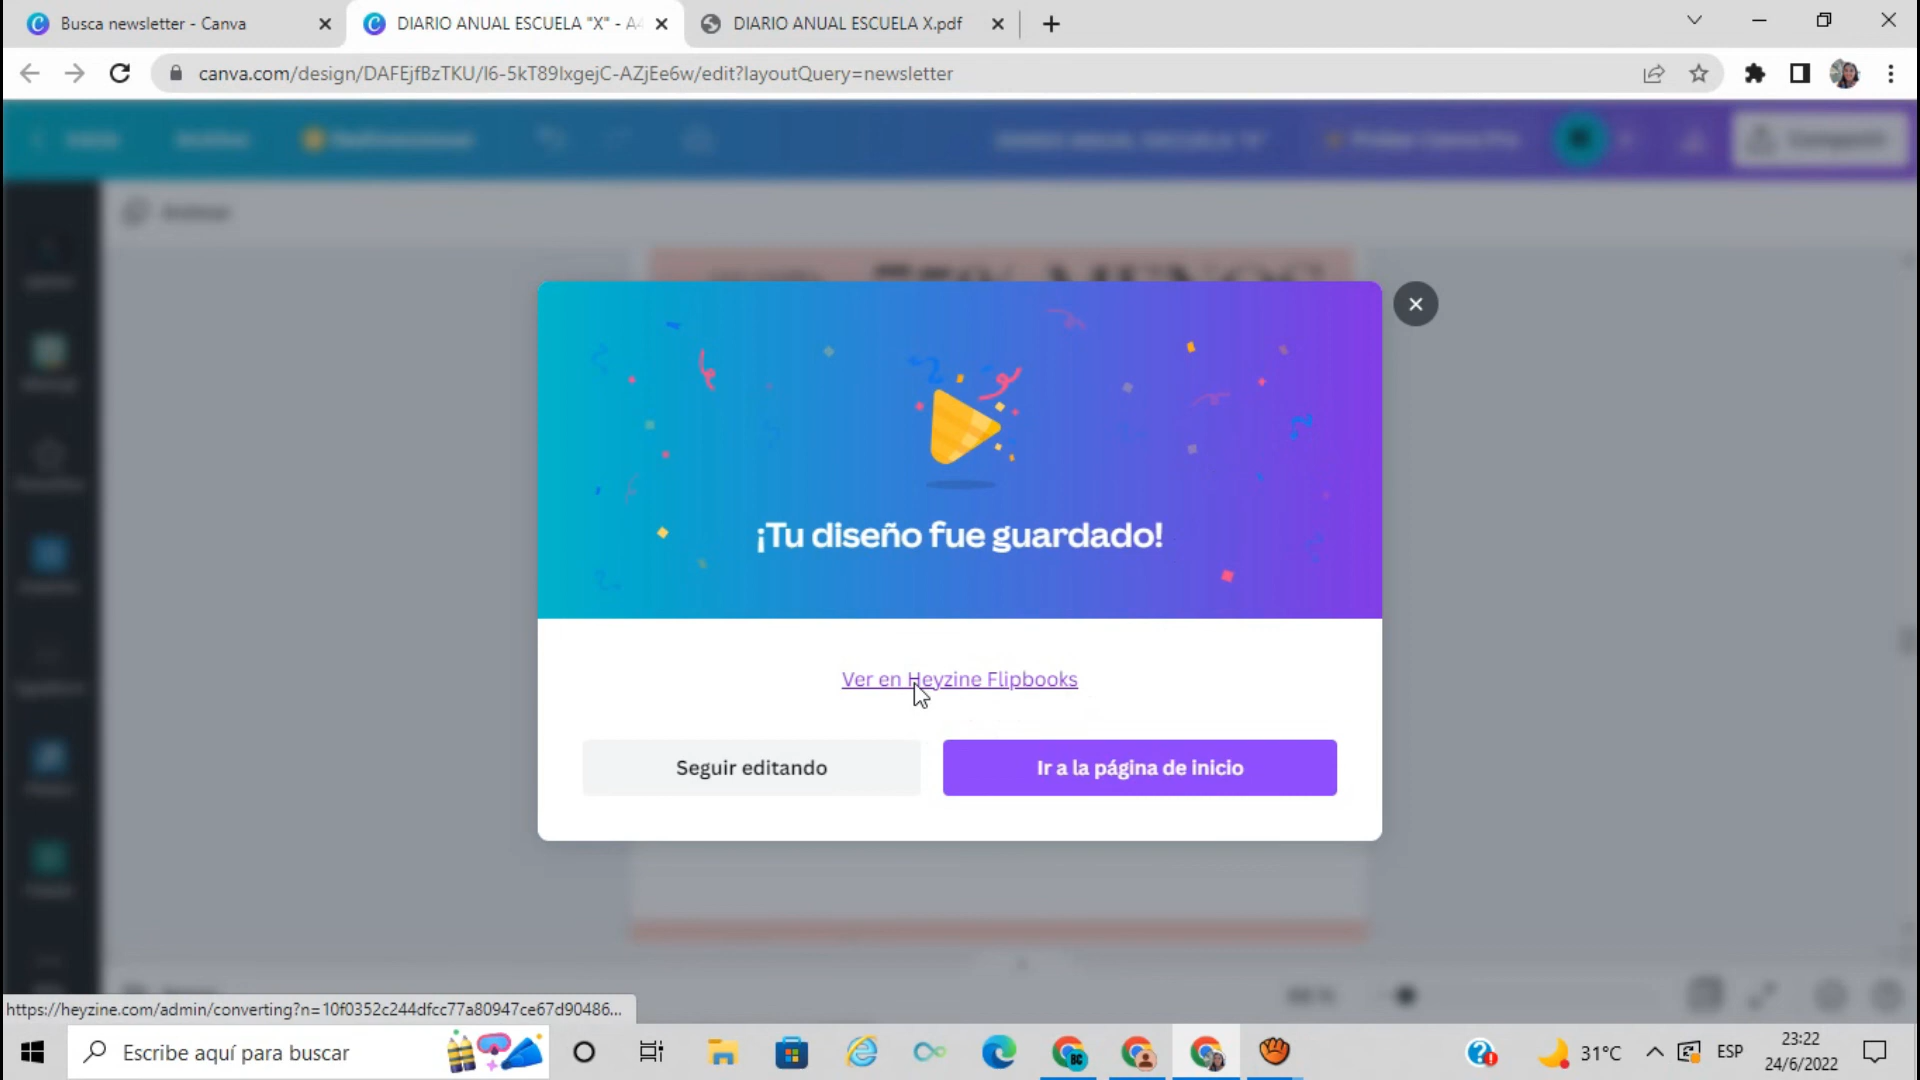 Busca newsletter - Canva
DIARIO ANUAL ESCUELA "X" - A4
DIARIO ANUAL ESCUELA X.pdf
canva.com/design/DAFEjfBzTKU/I6-5kT89IxgejC-AZjEe6w/edit?layoutQuery=newsletter
¡Tu diseño fue guardado!
Ver en Heyzine Flipbooks
Seguir editando
Ir a la página de inicio
https://heyzine.com/admin/converting?n=10f0352c244dfcc77a80947ce67d90486...
Escribe aquí para buscar
31°C
ESP
23:22
24/6/2022